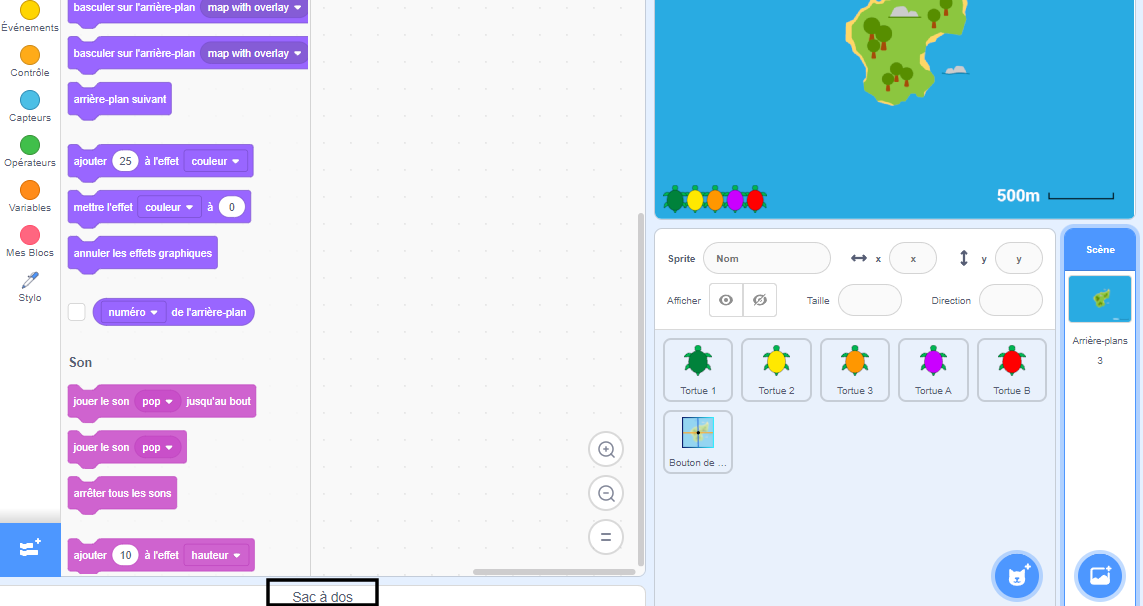 Événements
Contrôle
Capteurs
Opérateurs
Variables
Mes Blocs
Stylo
basculer sur l'arrière-plan map with overlay
basculer sur l'arrière-plan map with overlay
arrière-plan suivant
ajouter 25 à l'effet couleur
mettre l'effet couleur à 0
annuler les effets graphiques
numéro de l'arrière-plan
Son
jouer le son pop jusqu'au bout
jouer le son pop
arrêter tous les sons
ajouter 10 à l'effet hauteur
Sac à dos
500m
Sprite Nom x x y y
Afficher Taille Direction
Tortue 1 Tortue 2 Tortue 3 Tortue A Tortue B
Bouton de ...
Scène
Arrière-plans
3